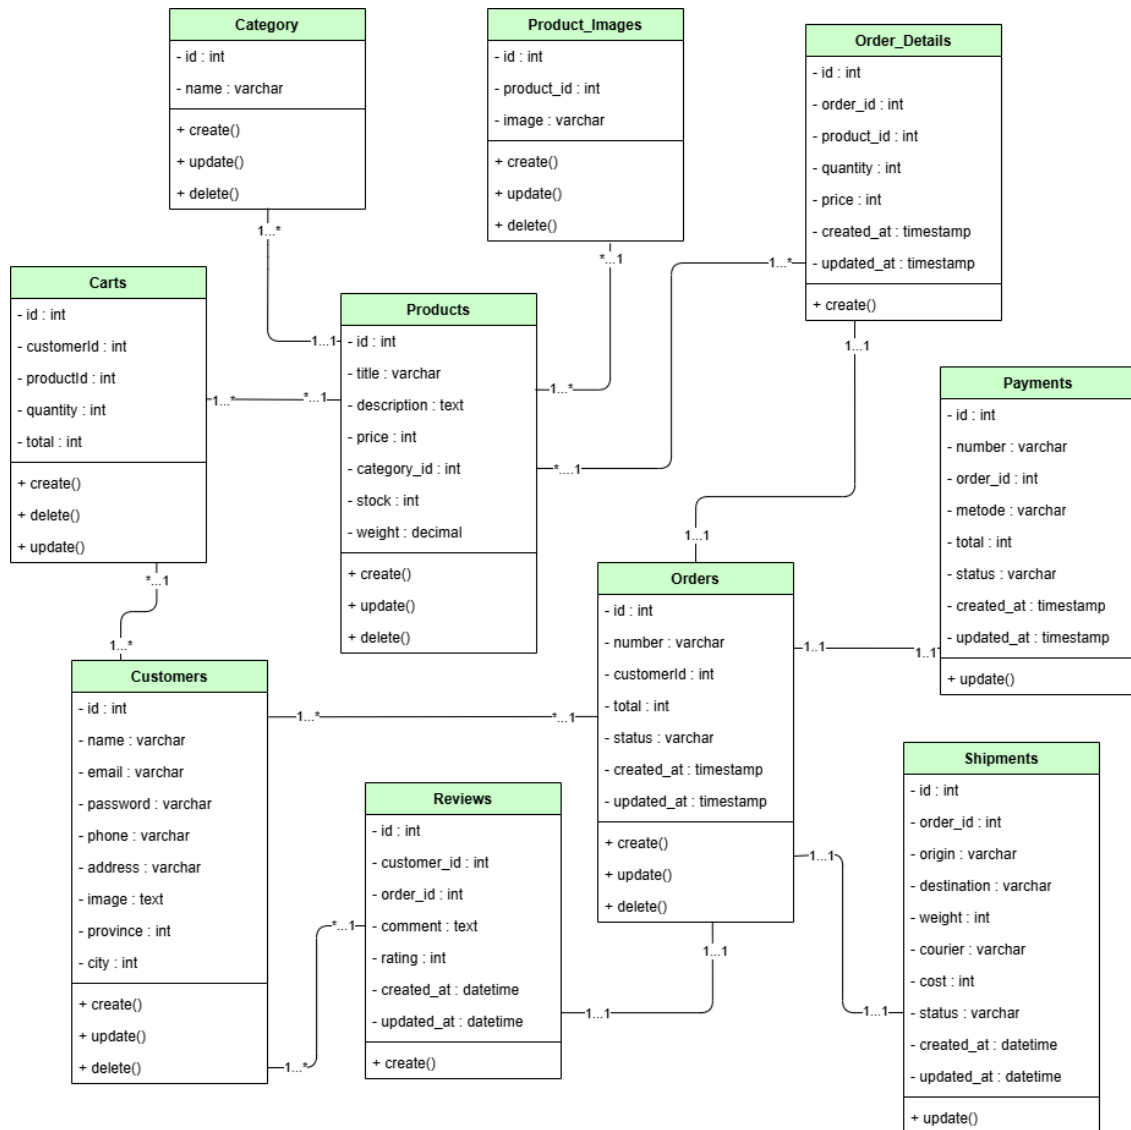 Category
- id : int
- name : varchar
+ create()
+ update()
+ delete()
1...*
Product_Images
- id : int
- product_id : int
- image : varchar
+ create()
+ update()
+ delete()
*...1
Order_Details
- id : int
- order_id : int
- product_id : int
- quantity : int
- price : int
- created_at : timestamp
- updated_at : timestamp
+ create()
1...*
1...1
Carts
- id : int
- customerId : int
- productId : int
- quantity : int
- total : int
+ create()
+ delete()
+ update()
1...*
*...1
*...1
Products
- id : int
- title : varchar
- description : text
- price : int
- category_id : int
- stock : int
- weight : decimal
+ create()
+ update()
+ delete()
1...1
1...*
*....1
Payments
- id : int
- number : varchar
- order_id : int
- metode : varchar
- total : int
- status : varchar
- created_at : timestamp
- updated_at : timestamp
+ update()
1...1
Orders
- id : int
- number : varchar
- customerId : int
- total : int
- status : varchar
- created_at : timestamp
- updated_at : timestamp
+ create()
+ update()
+ delete()
1..1
1..1
*...1
1...1
1...1
1...*
Customers
- id : int
- name : varchar
- email : varchar
- password : varchar
- phone : varchar
- address : varchar
- image : text
- province : int
- city : int
+ create()
+ update()
+ delete()
1...*
1...*
Reviews
- id : int
- customer_id : int
- order_id : int
- comment : text
- rating : int
- created_at : datetime
- updated_at : datetime
+ create()
*...1
1...1
Shipments
- id : int
- order_id : int
- origin : varchar
- destination : varchar
- weight : int
- courier : varchar
- cost : int
- status : varchar
- created_at : datetime
- updated_at : datetime
+ update()
1...1